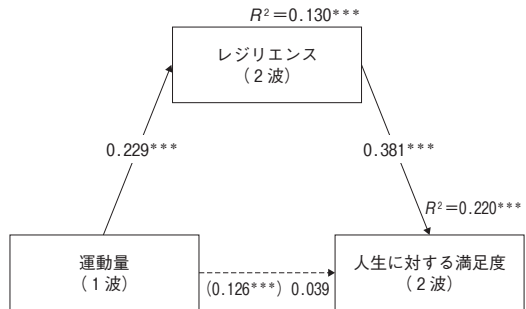 R²＝0.130***
レジリエンス
（2波）
0.229***
0.381***
R²＝0.220***
運動量
（1波）
(0.126***) 0.039
人生に対する満足度
（2波）